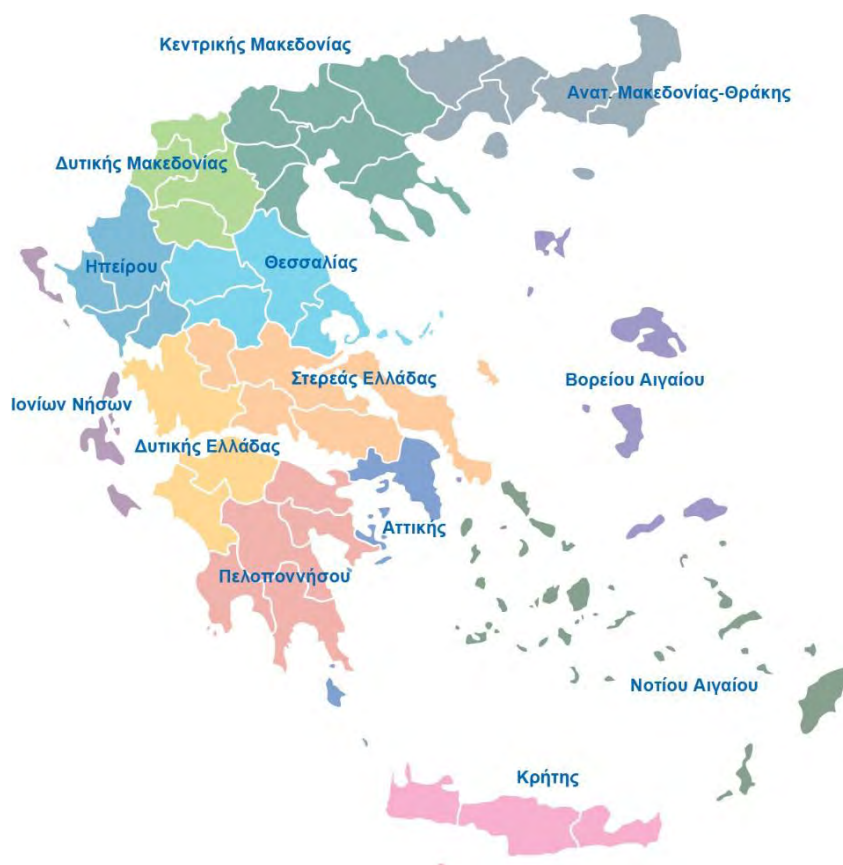 Κεντρικής Μακεδονίας
Ανατ. Μακεδονίας-Θράκης
Δυτικής Μακεδονίας
Ηπείρου
Θεσσαλίας
Στερεάς Ελλάδας
Βορείου Αιγαίου
Ιονίων Νήσων
Δυτικής Ελλάδας
Αττικής
Πελοποννήσου
Νοτίου Αιγαίου
Κρήτης